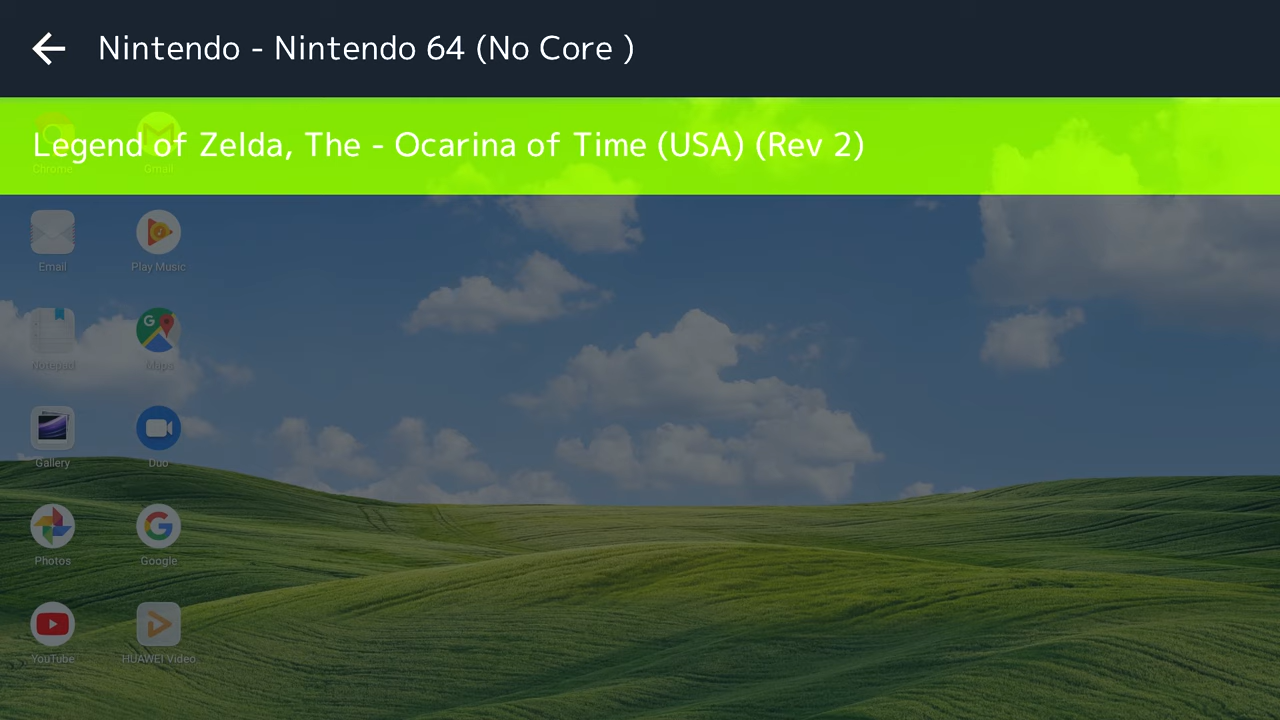 Nintendo - Nintendo 64 (No Core )
Legend of Zelda, The - Ocarina of Time (USA) (Rev 2)
Chrome
Gmail
Email
Play Music
Notepad
Maps
Gallery
Duo
Photos
Google
YouTube
HUAWEI Video